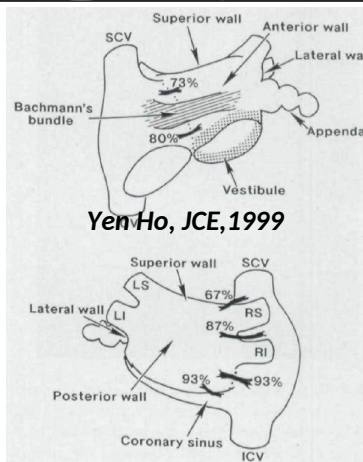 Superior wall
SCV
Anterior wall
Lateral wa
73%
Bachmann's
bundle
Appenda
80%
Vestibule
Yen Ho, JCE,1999
CV
Superior wall
SCV
LS
67%
Lateral wall
RS
LI
87%
RI
93%
93%
Posterior wall
Coronary sinus
ICV